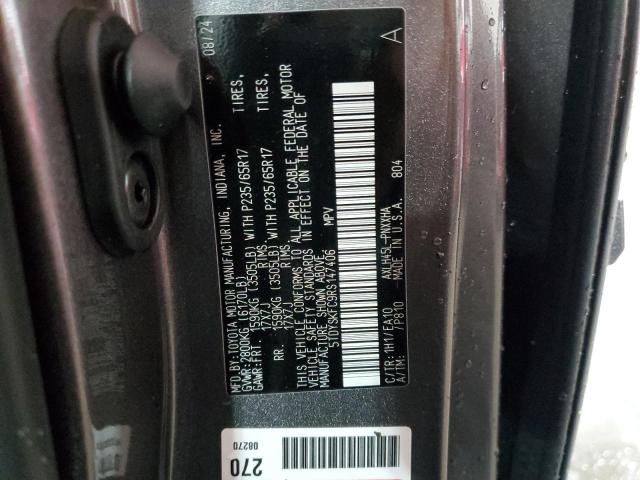 MFD.BY:TOYOTA MOTOR MANUFACTURING, INDIANA, INC. 08/24
GVWR:2800KG (6170LB)
GAWR:FRT. 1590KG (3505LB) WITH P235/65R17 TIRES,
17X7J RIMS
RR. 1590KG (3505LB) WITH P235/65R17 TIRES,
17X7J RIMS
THIS VEHICLE CONFORMS TO ALL APPLICABLE FEDERAL MOTOR
VEHICLE SAFETY STANDARDS IN EFFECT ON THE DATE OF
MANUFACTURE SHOWN ABOVE.
5TDYSKFC9RS147406 MPV
A
C/TR: 1H1/EA10 AXLH45L-PNXXHA
A/TM: /P810 MADE IN U.S.A. 804
270
08270